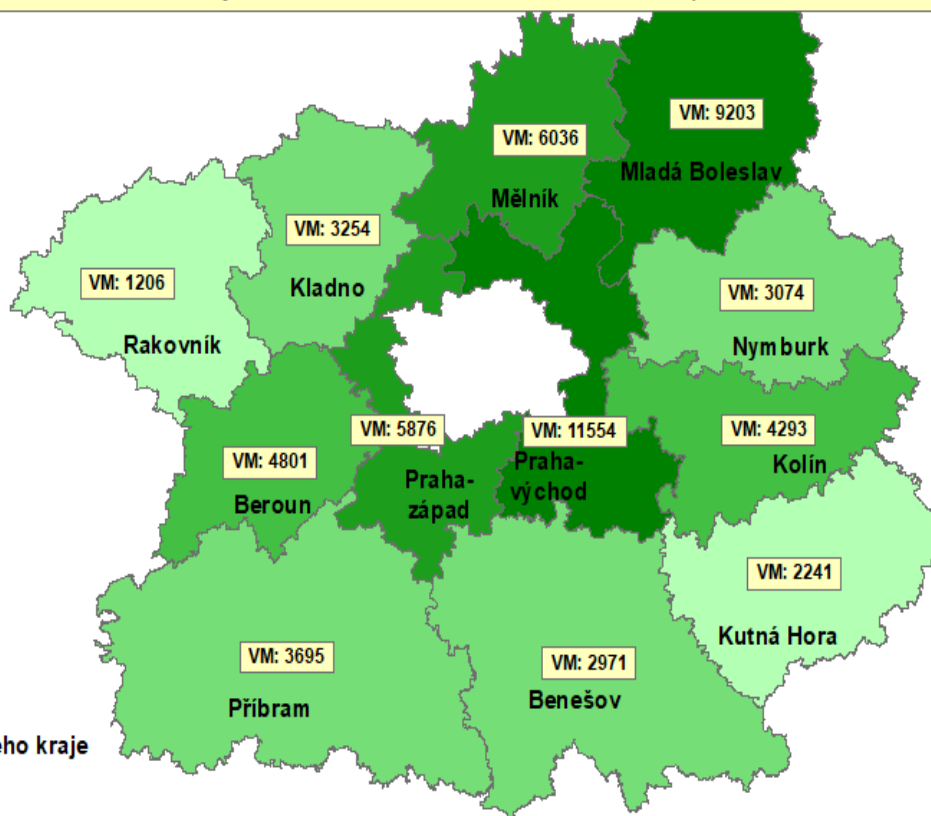 VM: 9203
Mladá Boleslav
VM: 6036
Mělník
VM: 3254
Kladno
VM: 1206
Rakovník
VM: 3074
Nymburk
VM: 5876
Praha-
západ
VM: 11554
Praha-
východ
VM: 4293
Kolín
VM: 4801
Beroun
VM: 2241
Kutná Hora
VM: 3695
Příbram
VM: 2971
Benešov
kraje